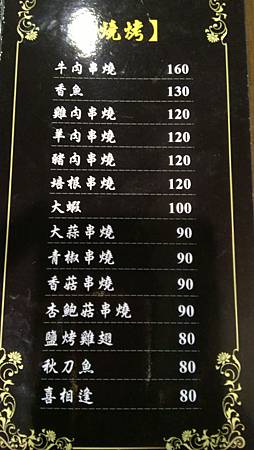 燒烤】
牛肉串燒 160
香魚 130
雞肉串燒 120
羊肉串燒 120
豬肉串燒 120
培根串燒 120
大蝦 100
大蒜串燒 90
青椒串燒 90
香菇串燒 90
杏鮑菇串燒 90
鹽烤雞翅 80
秋刀魚 80
喜相逢 80